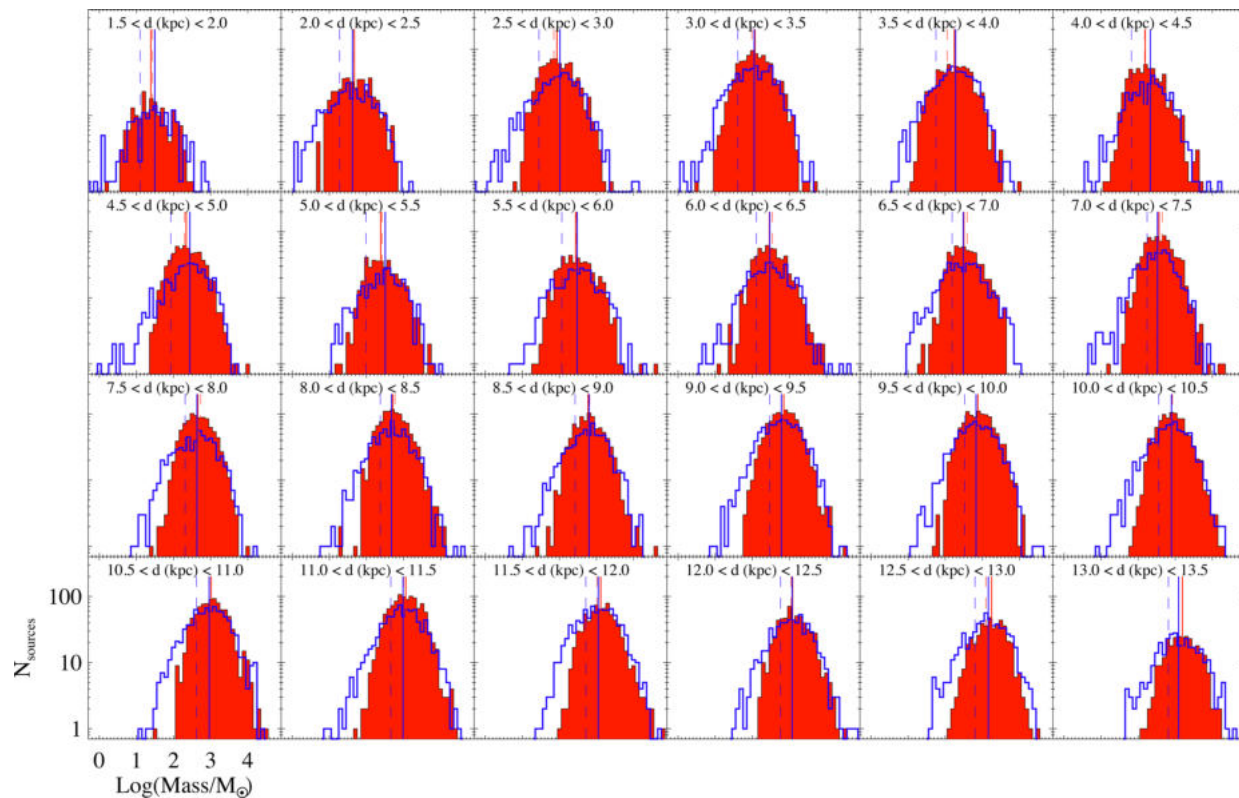 1.5 < d (kpc) < 2.0
2.0 < d (kpc) < 2.5
2.5 < d (kpc) < 3.0
3.0 < d (kpc) < 3.5
3.5 < d (kpc) < 4.0
4.0 < d (kpc) < 4.5
4.5 < d (kpc) < 5.0
5.0 < d (kpc) < 5.5
5.5 < d (kpc) < 6.0
6.0 < d (kpc) < 6.5
6.5 < d (kpc) < 7.0
7.0 < d (kpc) < 7.5
7.5 < d (kpc) < 8.0
8.0 < d (kpc) < 8.5
8.5 < d (kpc) < 9.0
9.0 < d (kpc) < 9.5
9.5 < d (kpc) < 10.0
10.0 < d (kpc) < 10.5
10.5 < d (kpc) < 11.0
11.0 < d (kpc) < 11.5
11.5 < d (kpc) < 12.0
12.0 < d (kpc) < 12.5
12.5 < d (kpc) < 13.0
13.0 < d (kpc) < 13.5
N_sources
100
10
1
0 1 2 3 4
Log(Mass/M☉)